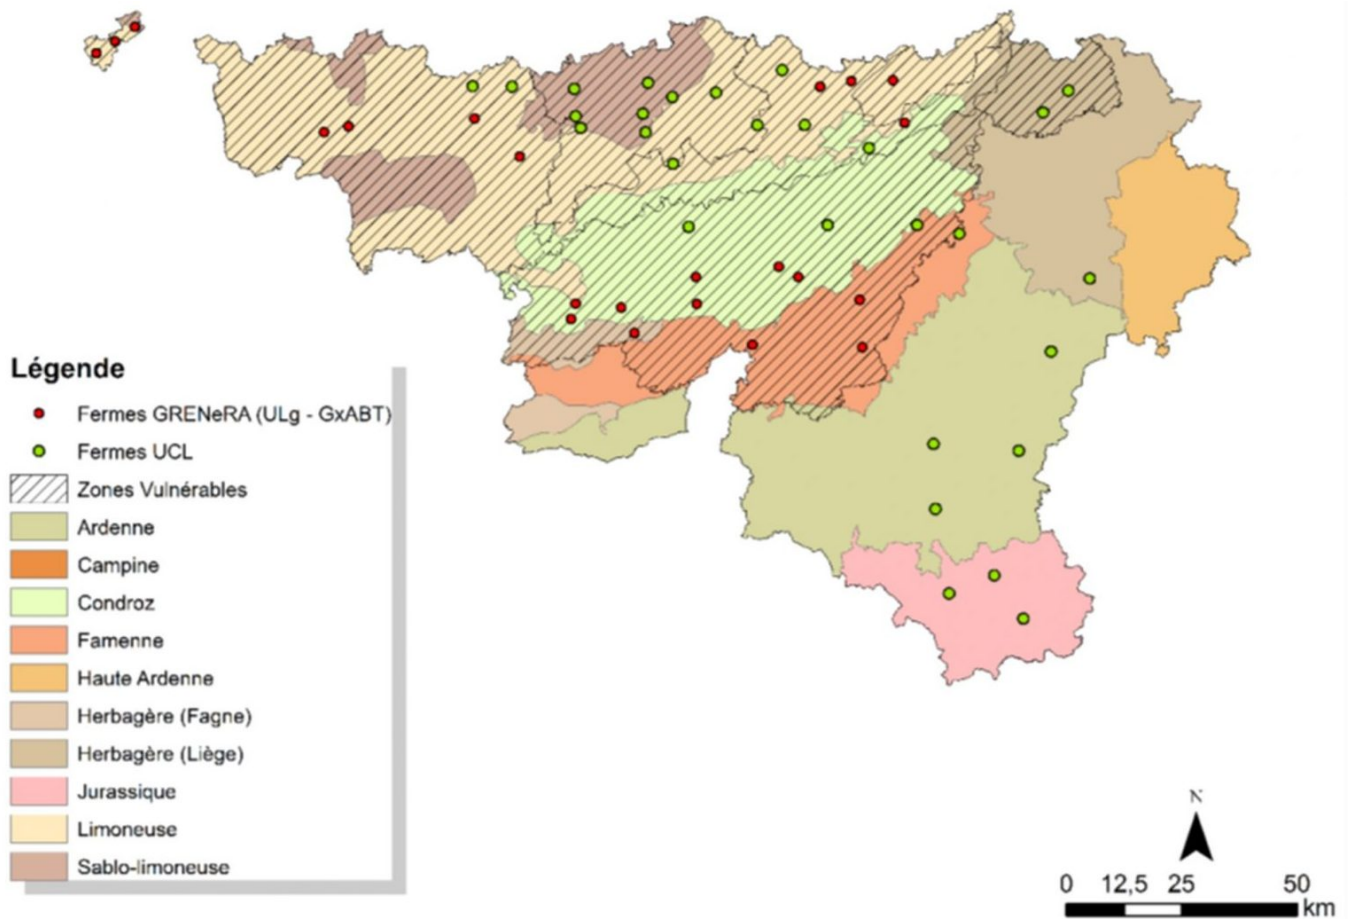 Légende
Fermes GRENeRA (ULg - GxABT)
Fermes UCL
Zones Vulnérables
Ardenne
Campine
Condroz
Famenne
Haute Ardenne
Herbagère (Fagne)
Herbagère (Liège)
Jurassique
Limoneuse
Sablo-limoneuse
N
0 12,5 25 50
km